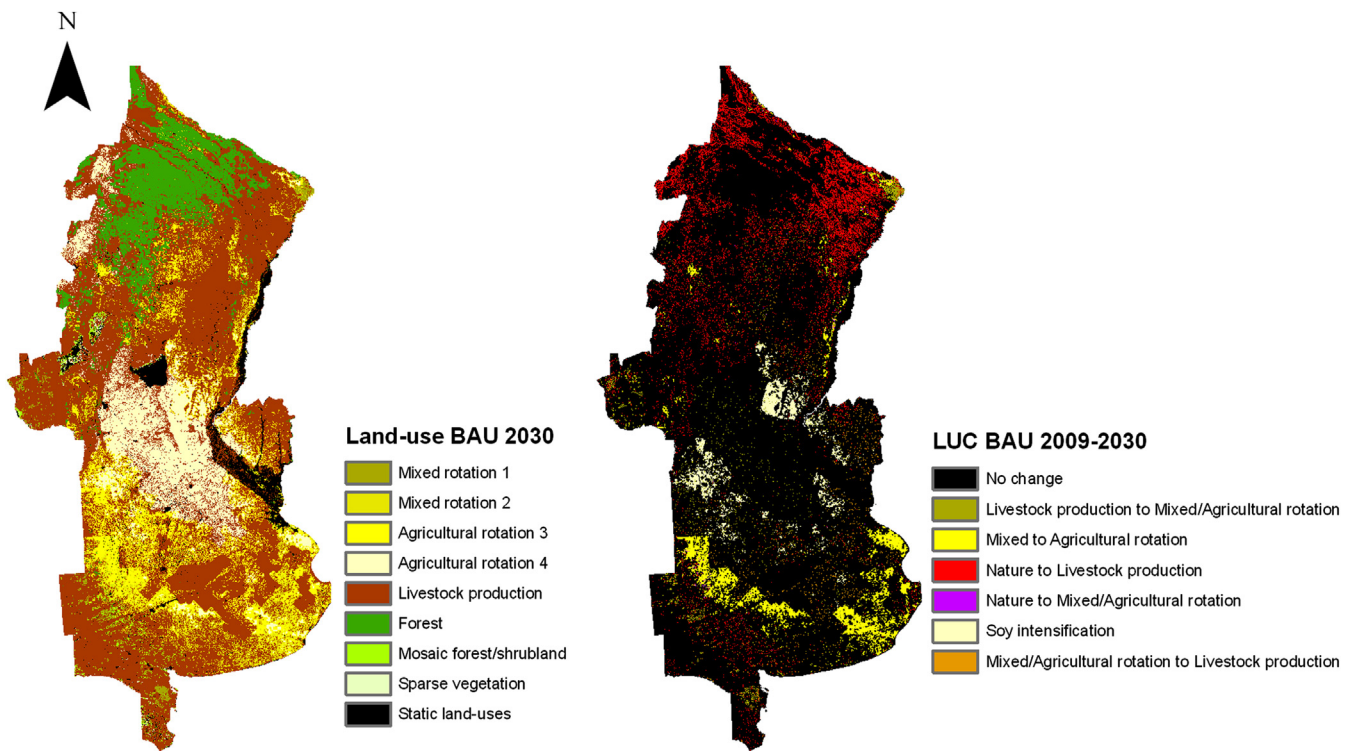 N
Land-use BAU 2030
Mixed rotation 1
Mixed rotation 2
Agricultural rotation 3
Agricultural rotation 4
Livestock production
Forest
Mosaic forest/shrubland
Sparse vegetation
Static land-uses
LUC BAU 2009-2030
No change
Livestock production to Mixed/Agricultural rotation
Mixed to Agricultural rotation
Nature to Livestock production
Nature to Mixed/Agricultural rotation
Soy intensification
Mixed/Agricultural rotation to Livestock production